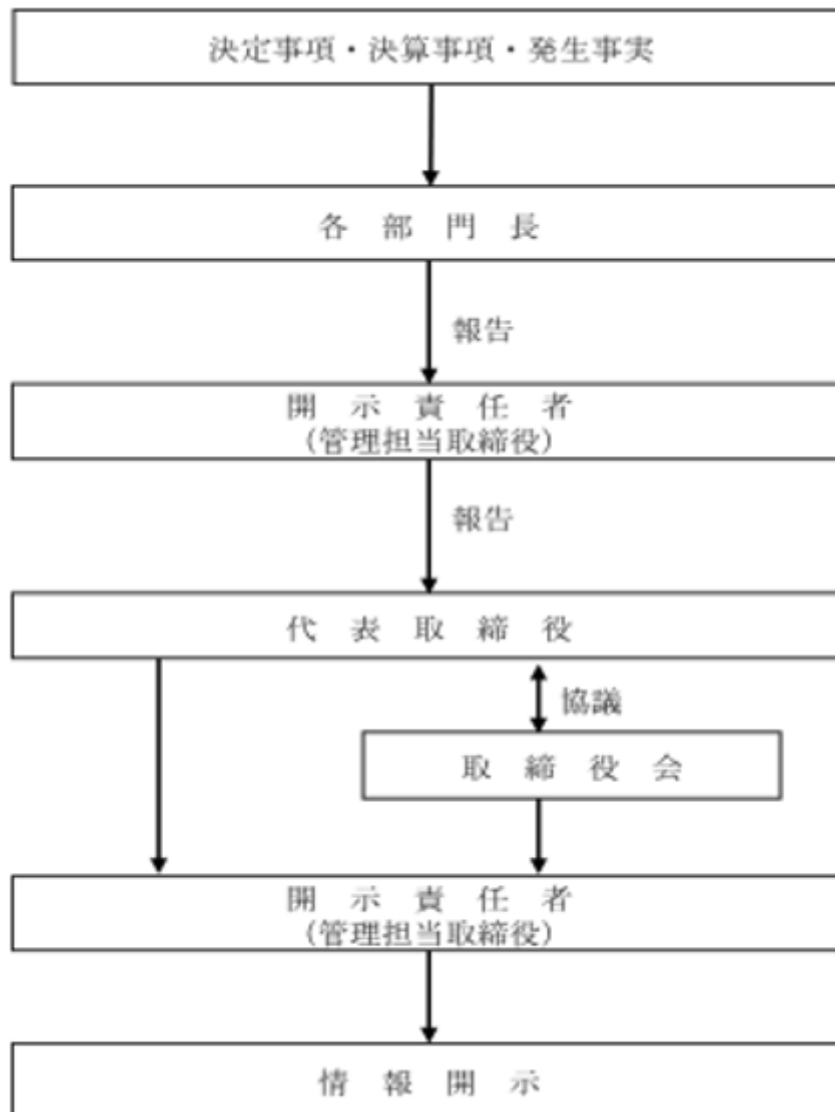 決定事項・決算事項・発生事実
各部門長
報告
開示責任者
(管理担当取締役)
報告
代表取締役
協議
取締役会
開示責任者
(管理担当取締役)
情報開示